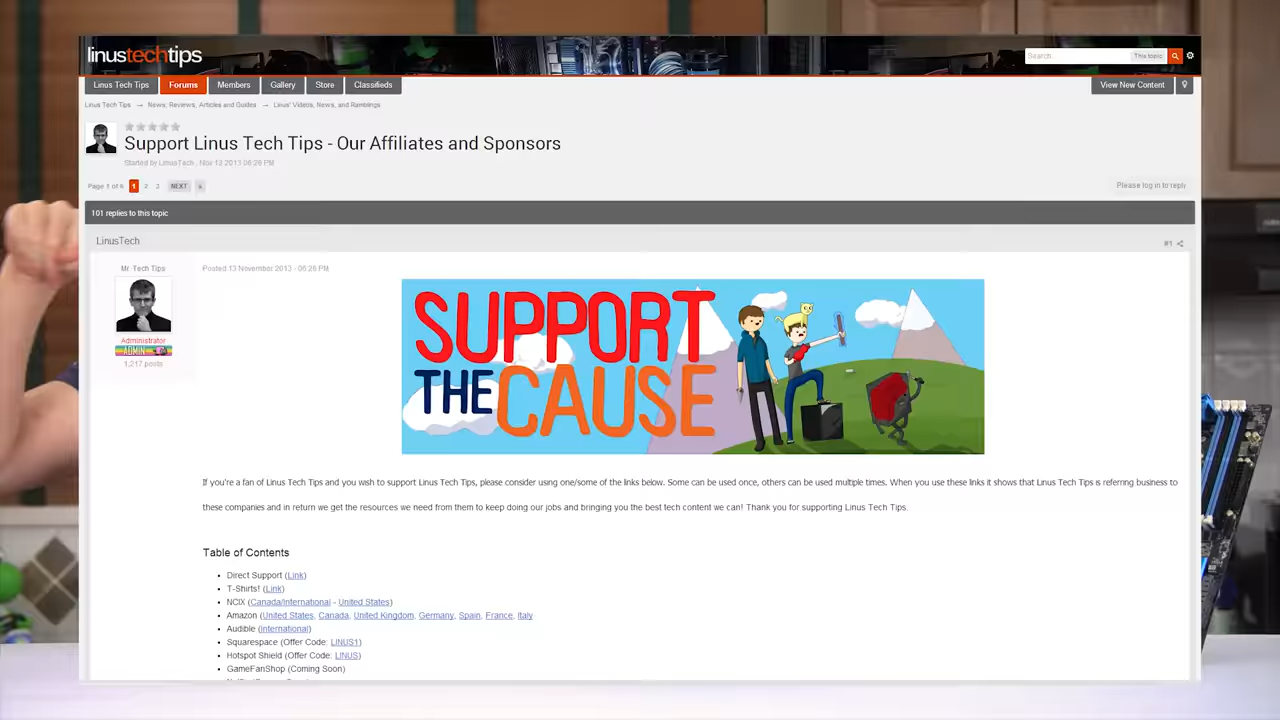 linustechtips
Search
This topic
Linus Tech Tips
Forums
Members
Gallery
Store
Classifieds
View New Content
Linus Tech Tips → News, Reviews, Articles and Guides → Linus' Videos, News, and Ramblings
Support Linus Tech Tips - Our Affiliates and Sponsors
Started by LinusTech , Nov 12 2013 06:26 PM
Page 1 of 6 1 2 3 NEXT
Please log in to reply
101 replies to this topic
LinusTech
#1
Mr. Tech Tips
Posted 13 November 2013 - 06:26 PM
Administrator
ADMIN
1,217 posts
SUPPORT
THE CAUSE
If you're a fan of Linus Tech Tips and you wish to support Linus Tech Tips, please consider using one/some of the links below. Some can be used once, others can be used multiple times. When you use these links it shows that Linus Tech Tips is referring business to
these companies and in return we get the resources we need from them to keep doing our jobs and bringing you the best tech content we can! Thank you for supporting Linus Tech Tips.
Table of Contents
• Direct Support (Link)
• T-Shirts! (Link)
• NCIX (Canada/International - United States)
• Amazon (United States, Canada, United Kingdom, Germany, Spain, France, Italy
• Audible (International)
• Squarespace (Offer Code: LINUS1)
• Hotspot Shield (Offer Code: LINUS)
• GameFanShop (Coming Soon)